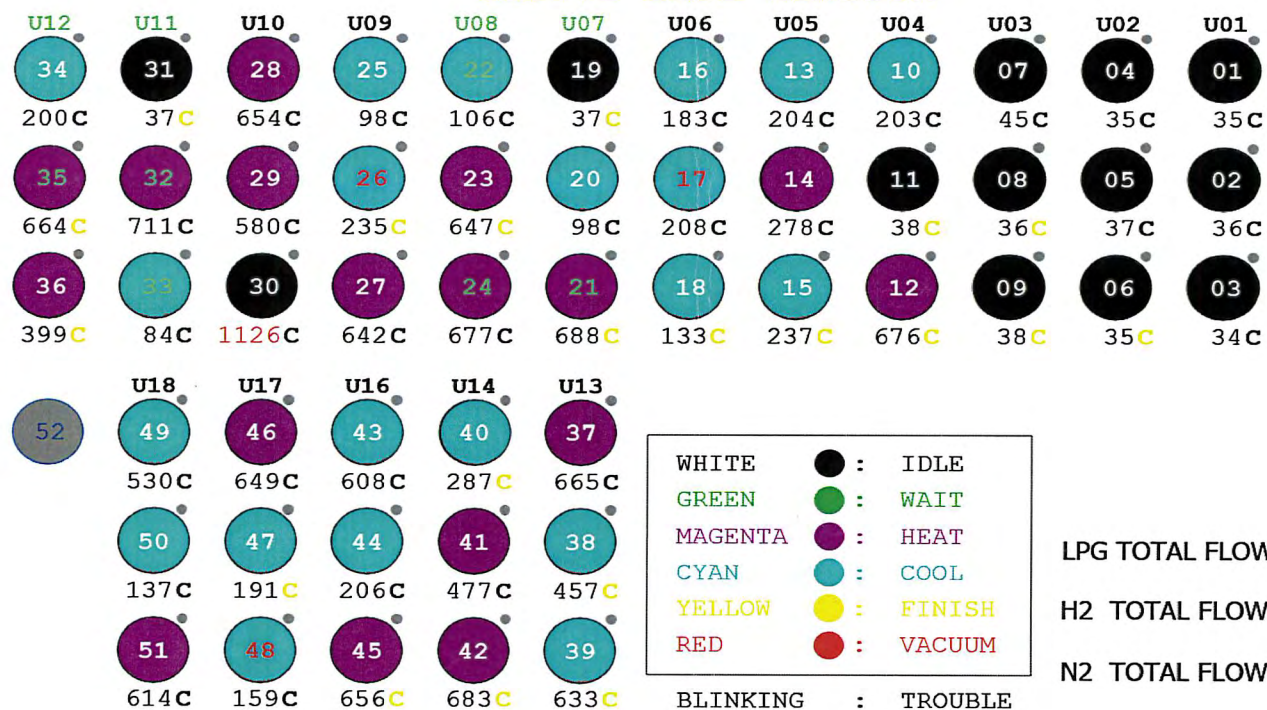 U12 U11 U10 U09 U08 U07 U06 U05 U04 U03 U02 U01
34 31 28 25 22 19 16 13 10 07 04 01
200C 37C 654C 98C 106C 37C 183C 204C 203C 45C 35C 35C
35 32 29 26 23 20 17 14 11 08 05 02
664C 711C 580C 235C 647C 98C 208C 278C 38C 36C 37C 36C
36 33 30 27 24 21 18 15 12 09 06 03
399C 84C 1126C 642C 677C 688C 133C 237C 676C 38C 35C 34C
U18 U17 U16 U14 U13
52 49 46 43 40 37
530C 649C 608C 287C 665C
50 47 44 41 38
137C 191C 206C 477C 457C
51 48 45 42 39
614C 159C 656C 683C 633C
WHITE : IDLE
GREEN : WAIT
MAGENTA : HEAT
CYAN : COOL
YELLOW : FINISH
RED : VACUUM
BLINKING : TROUBLE
LPG TOTAL FLOW
H2 TOTAL FLOW
N2 TOTAL FLOW